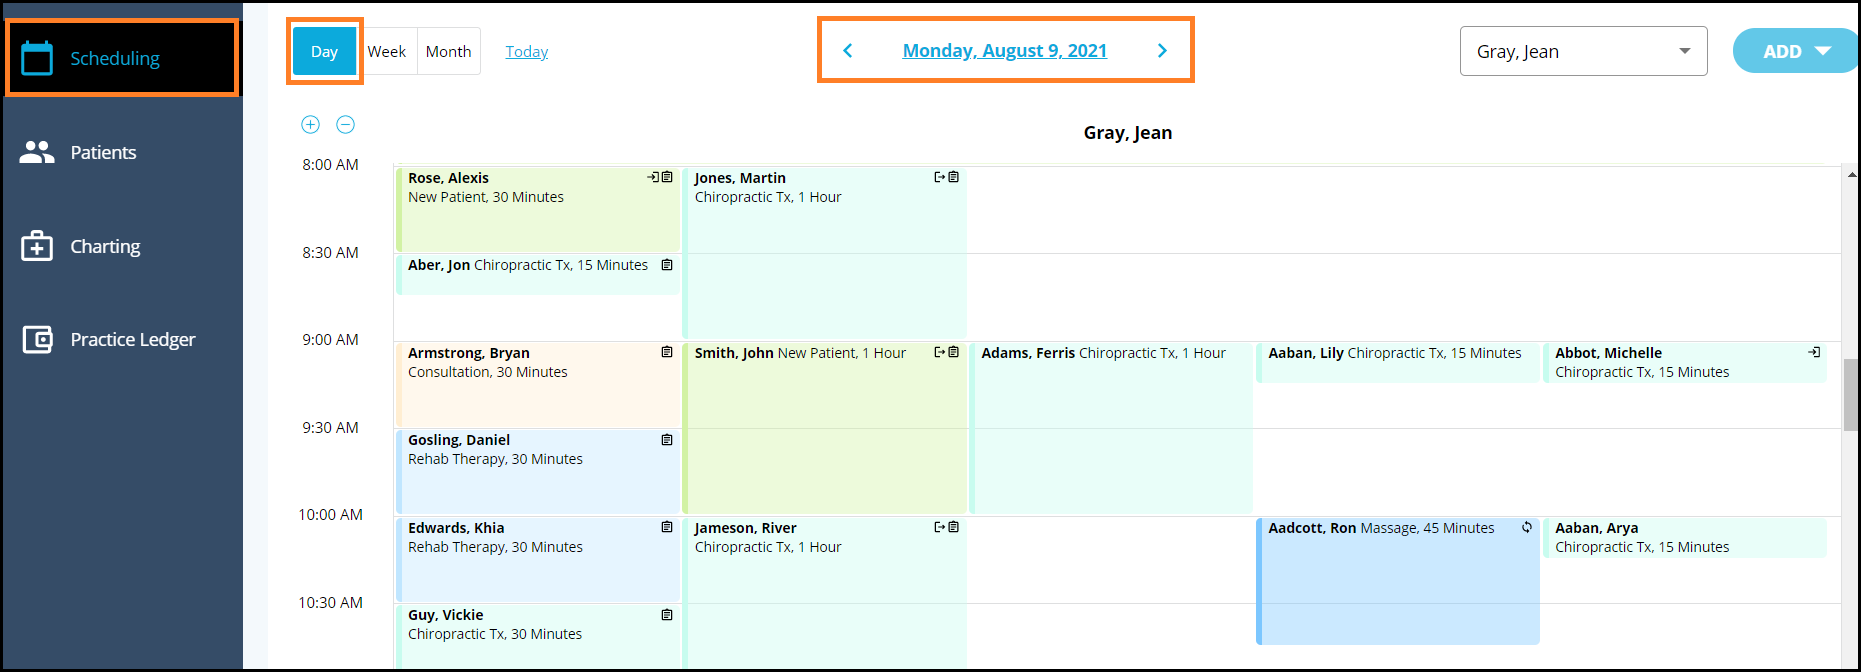 Scheduling
Patients
Charting
Practice Ledger
Day Week Month Today
Monday, August 9, 2021
Gray, Jean
ADD
Gray, Jean
8:00 AM
Rose, Alexis
New Patient, 30 Minutes
Jones, Martin
Chiropractic Tx, 1 Hour
8:30 AM
Aber, Jon Chiropractic Tx, 15 Minutes
9:00 AM
Armstrong, Bryan
Consultation, 30 Minutes
Smith, John New Patient, 1 Hour
Adams, Ferris Chiropractic Tx, 1 Hour
Aaban, Lily Chiropractic Tx, 15 Minutes
Abbot, Michelle
Chiropractic Tx, 15 Minutes
9:30 AM
Gosling, Daniel
Rehab Therapy, 30 Minutes
10:00 AM
Edwards, Khia
Rehab Therapy, 30 Minutes
Jameson, River
Chiropractic Tx, 1 Hour
Aadcott, Ron Massage, 45 Minutes
Aaban, Arya
Chiropractic Tx, 15 Minutes
10:30 AM
Guy, Vickie
Chiropractic Tx, 30 Minutes